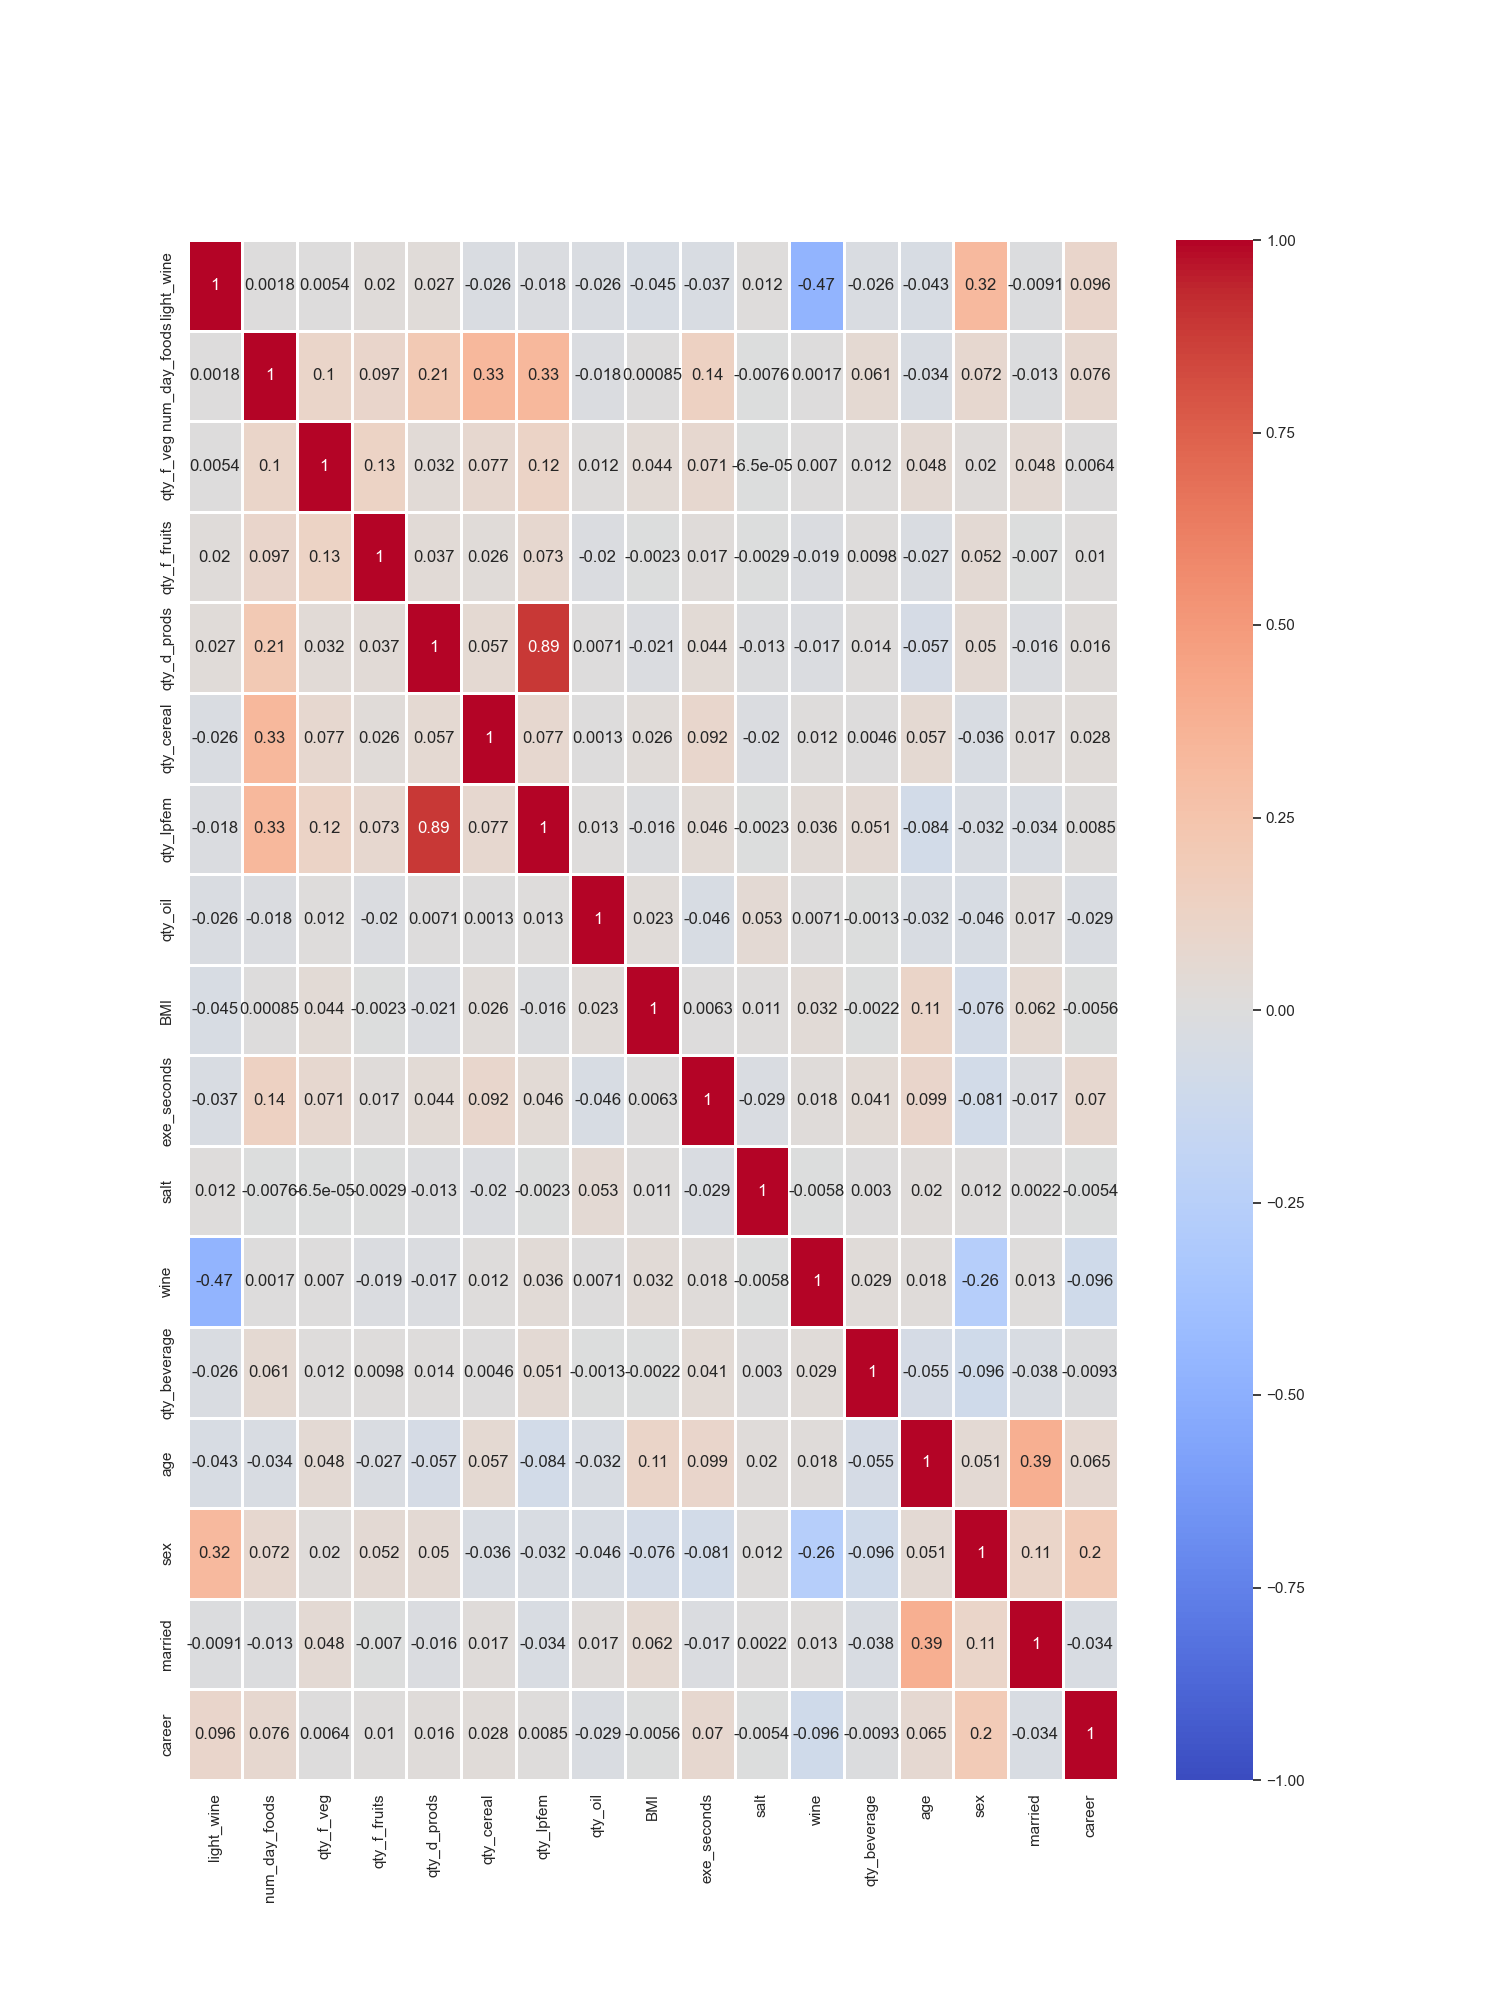 light_wine 1 0.0018 0.0054 0.02 0.027 -0.026 -0.018 -0.026 -0.045 -0.037 0.012 -0.47 -0.026 -0.043 0.32 -0.0091 0.096
num_day_foods 0.0018 1 0.1 0.097 0.21 0.33 0.33 -0.018 0.00085 0.14 -0.0076 0.0017 0.061 -0.034 0.072 -0.013 0.076
qty_f_veg 0.0054 0.1 1 0.13 0.032 0.077 0.12 0.012 0.044 0.071 -6.5e-05 0.007 0.012 0.048 0.02 0.048 0.0064
qty_f_fruits 0.02 0.097 0.13 1 0.037 0.026 0.073 -0.02 -0.0023 0.017 -0.0029 -0.019 0.0098 -0.027 0.052 -0.007 0.01
qty_d_prods 0.027 0.21 0.032 0.037 1 0.057 0.89 0.0071 -0.021 0.044 -0.013 -0.017 0.014 -0.057 0.05 -0.016 0.016
qty_cereal -0.026 0.33 0.077 0.026 0.057 1 0.077 0.0013 0.026 0.092 -0.02 0.012 0.0046 0.057 -0.036 0.017 0.028
qty_lpfem -0.018 0.33 0.12 0.073 0.89 0.077 1 0.013 -0.016 0.046 -0.0023 0.036 0.051 -0.084 -0.032 -0.034 0.0085
qty_oil -0.026 -0.018 0.012 -0.02 0.0071 0.0013 0.013 1 0.023 -0.046 0.053 0.0071 -0.0013 -0.032 -0.046 0.017 -0.029
BMI -0.045 0.00085 0.044 -0.0023 -0.021 0.026 -0.016 0.023 1 0.0063 0.011 0.032 -0.0022 0.11 -0.076 0.062 -0.0056
exe_seconds -0.037 0.14 0.071 0.017 0.044 0.092 0.046 -0.046 0.0063 1 -0.029 0.018 0.041 0.099 -0.081 -0.017 0.07
salt 0.012 -0.0076 -6.5e-05 -0.0029 -0.013 -0.02 -0.0023 0.053 0.011 -0.029 1 -0.0058 0.003 0.02 0.012 0.0022 -0.0054
wine -0.47 0.0017 0.007 -0.019 -0.017 0.012 0.036 0.0071 0.032 0.018 -0.0058 1 0.029 0.018 -0.26 0.013 -0.096
qty_beverage -0.026 0.061 0.012 0.0098 0.014 0.0046 0.051 -0.0013 -0.0022 0.041 0.003 0.029 1 -0.055 -0.096 -0.038 -0.0093
age -0.043 -0.034 0.048 -0.027 -0.057 0.057 -0.084 -0.032 0.11 0.099 0.02 0.018 -0.055 1 0.051 0.39 0.065
sex 0.32 0.072 0.02 0.052 0.05 -0.036 -0.032 -0.046 -0.076 -0.081 0.012 -0.26 -0.096 0.051 1 0.11 0.2
married -0.0091 -0.013 0.048 -0.007 -0.016 0.017 -0.034 0.017 0.062 -0.017 0.0022 0.013 -0.038 0.39 0.11 1 -0.034
career 0.096 0.076 0.0064 0.01 0.016 0.028 0.0085 -0.029 -0.0056 0.07 -0.0054 -0.096 -0.0093 0.065 0.2 -0.034 1
light_wine num_day_foods qty_f_veg qty_f_fruits qty_d_prods qty_cereal qty_lpfem qty_oil BMI exe_seconds salt wine qty_beverage age sex married career
1.00
0.75
0.50
0.25
0.00
−0.25
−0.50
−0.75
−1.00